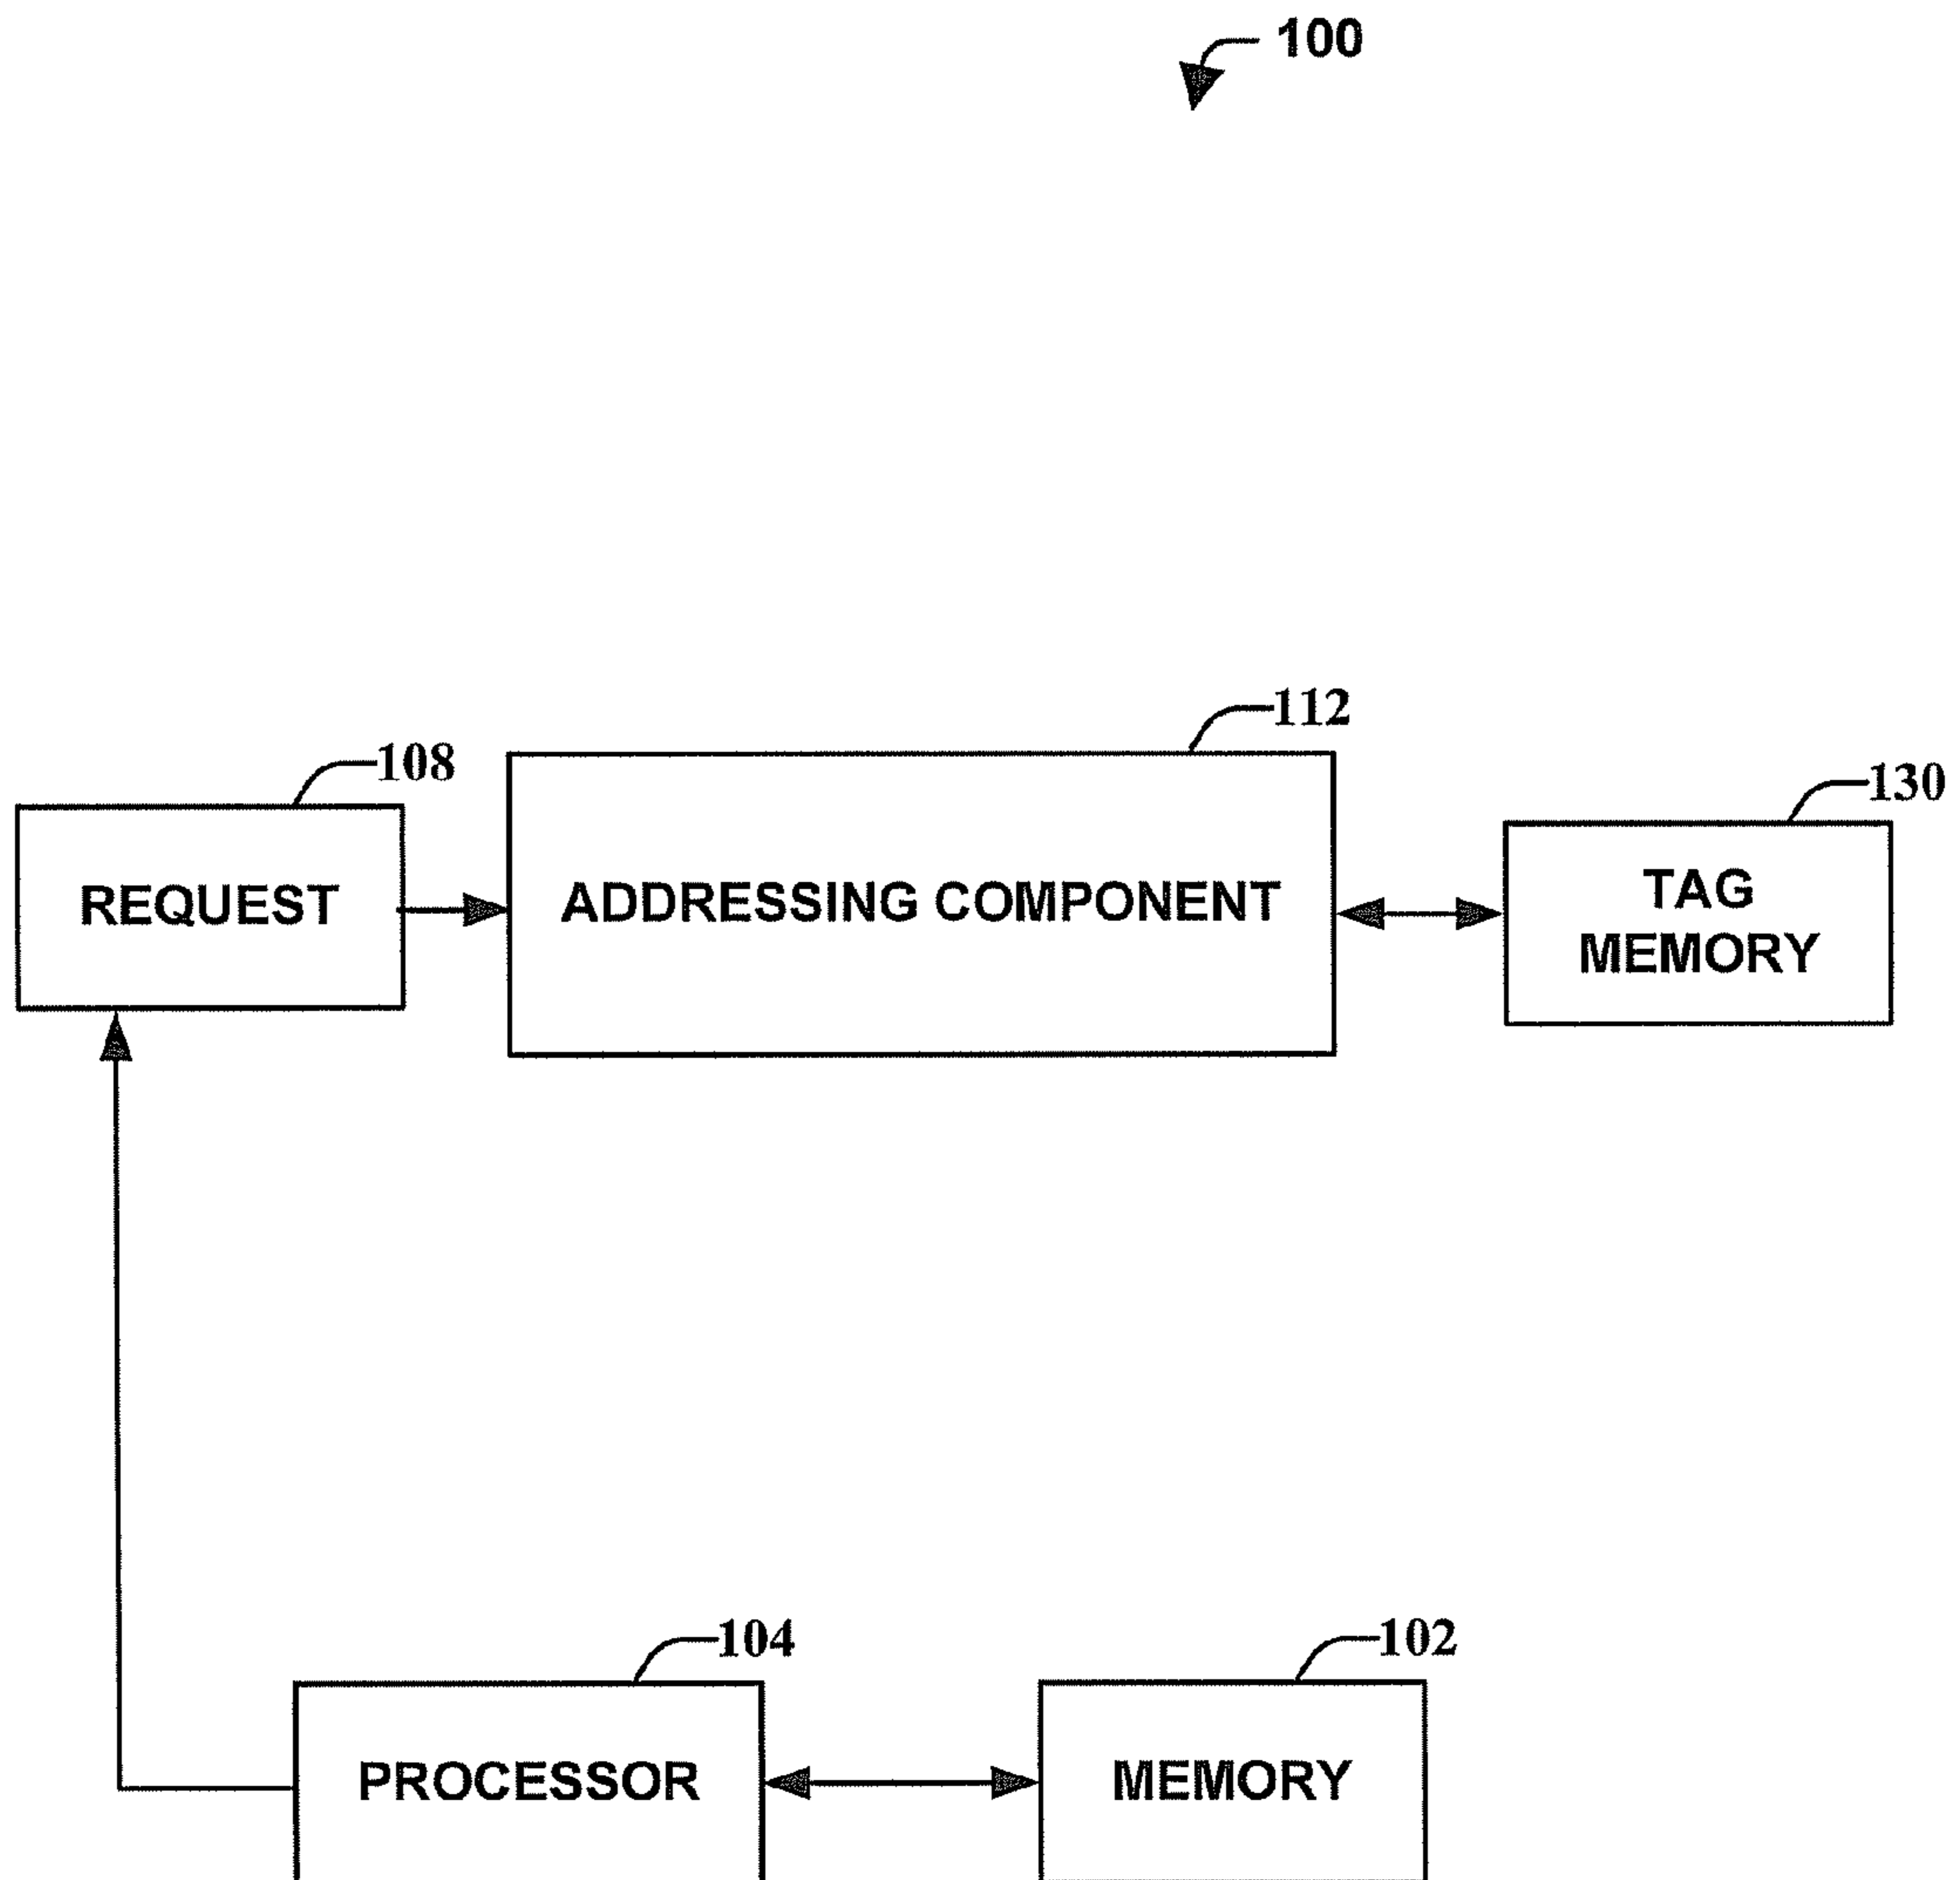 100
112
108
130
REQUEST
ADDRESSING COMPONENT
TAG
MEMORY
104
102
PROCESSOR
MEMORY